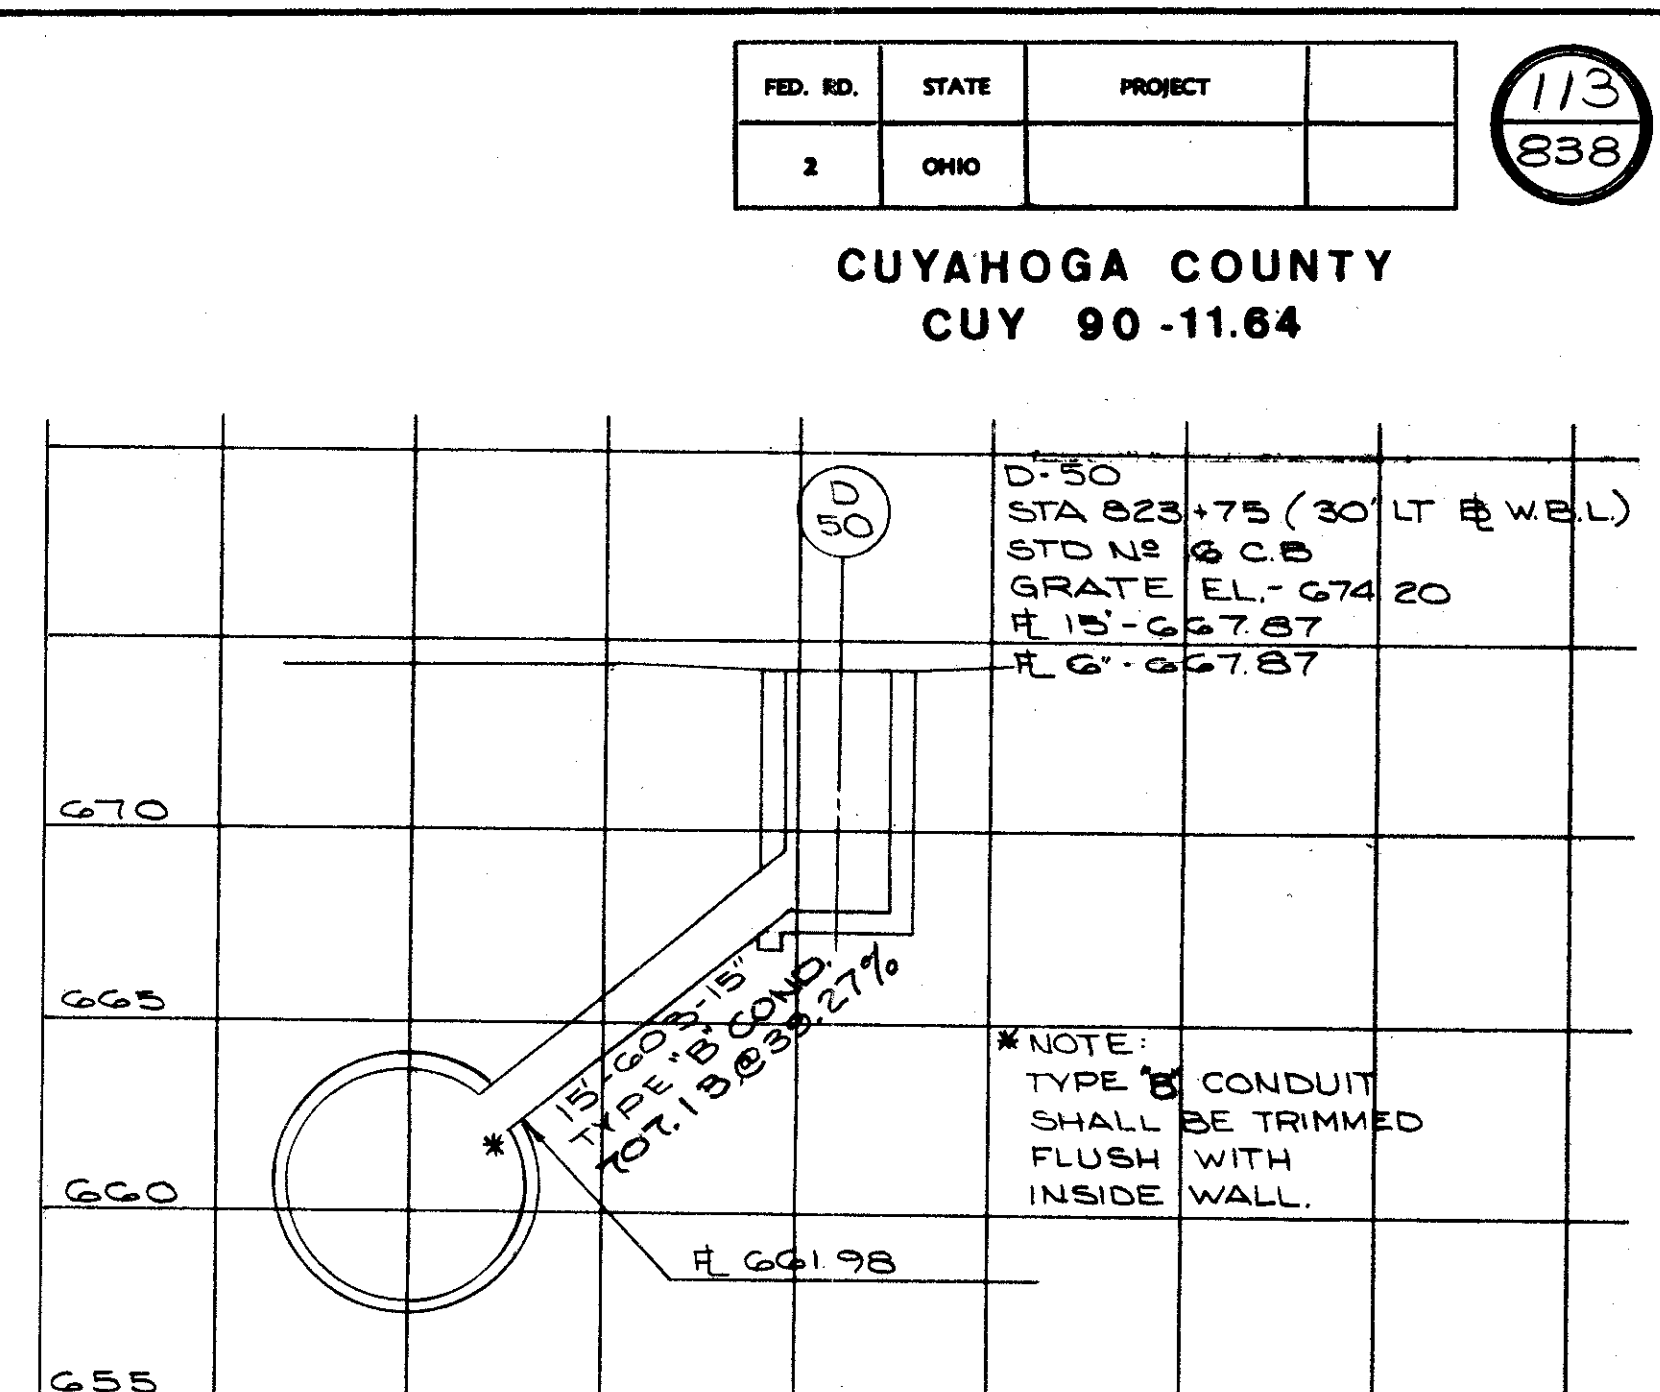 FED. RD. STATE PROJECT
2 OHIO
113
838
CUYAHOGA COUNTY
CUY 90-11.64
D
50
D-50
STA 823+75 (30' LT ℄ W.B.L.)
STD Nº 6 C.B
GRATE EL.- 674.20
FL 15"-667.87
FL 6"-667.87
670
665
660
655
15'-603-15"
TYPE "B" COND.
707.13@39.27%
*
FL 661.98
* NOTE:
TYPE "B" CONDUIT
SHALL BE TRIMMED
FLUSH WITH
INSIDE WALL.